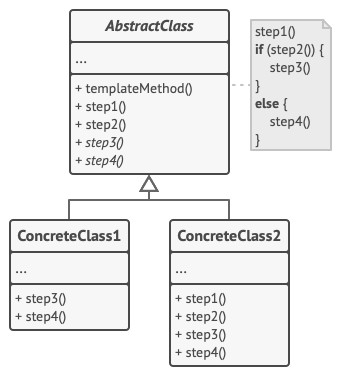 AbstractClass
...
+ templateMethod()
+ step1()
+ step2()
+ step3()
+ step4()
step1()
if (step2()) {
step3()
}
else {
step4()
}
ConcreteClass1
...
+ step3()
+ step4()
ConcreteClass2
...
+ step1()
+ step2()
+ step3()
+ step4()